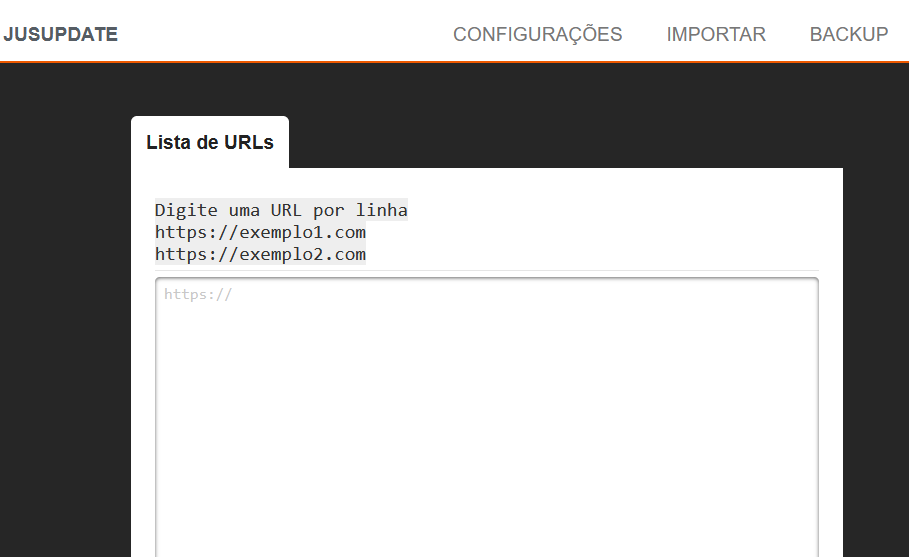 JUSUPDATE CONFIGURAÇÕES IMPORTAR BACKUP
Lista de URLs
Digite uma URL por linha
https://exemplo1.com
https://exemplo2.com
https://